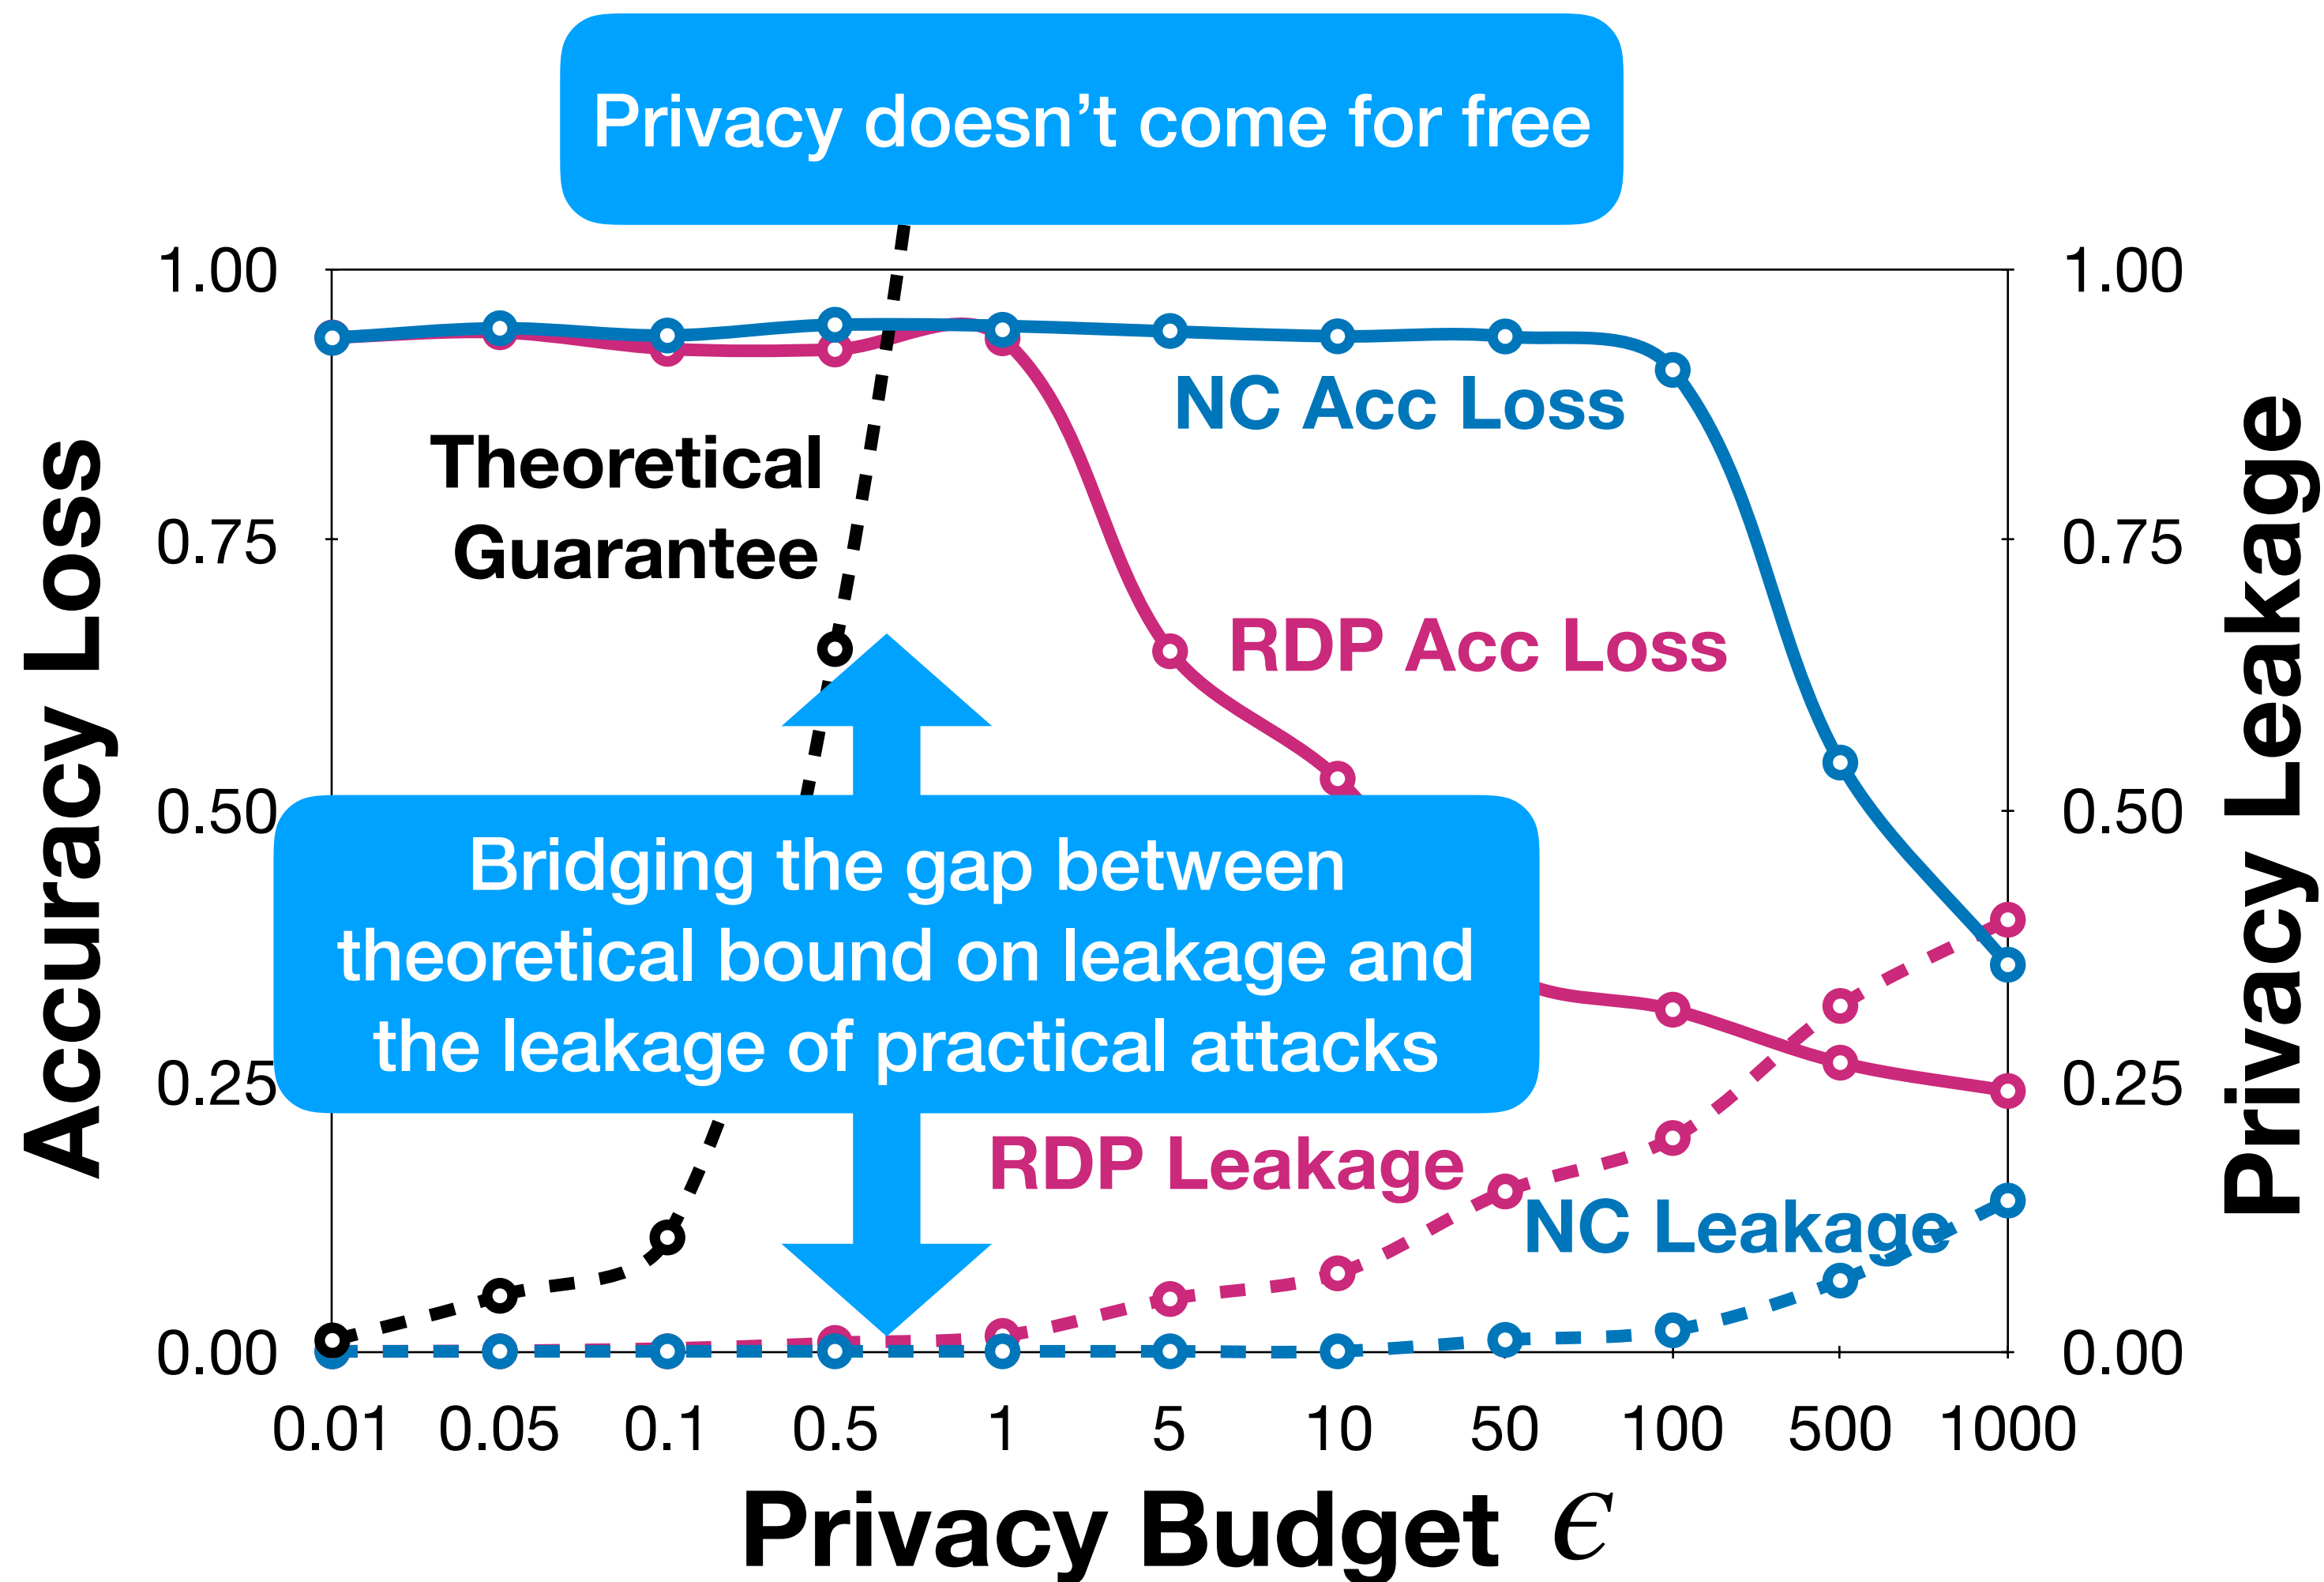 Privacy doesn't come for free
1.00
1.00
NC Acc Loss
Theoretical
Guarantee
0.75
0.75
RDP Acc Loss
Accuracy Loss
Privacy Leakage
0.50
0.50
Bridging the gap between
theoretical bound on leakage and
the leakage of practical attacks
0.25
0.25
RDP Leakage
NC Leakage
0.00
0.00
0.01 0.05 0.1 0.5 1 5 10 50 100 500 1000
Privacy Budget ϵ